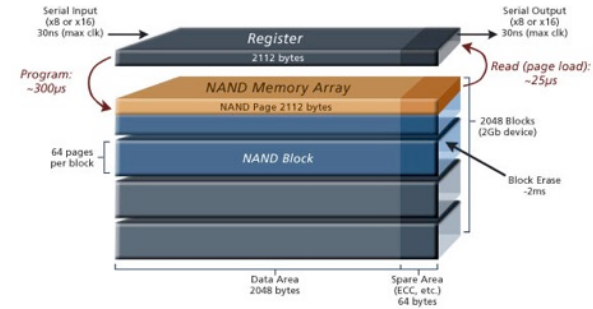 Serial Input
(x8 or x16)
30ns (max clk)
Serial Output
(x8 or x16)
30ns (max clk)
Register
2112 bytes
Program:
~300µs
Read (page load):
~25µs
NAND Memory Array
NAND Page 2112 bytes
2048 Blocks
(2Gb device)
64 pages
per block
NAND Block
Block Erase
~2ms
Data Area
2048 bytes
Spare Area
(ECC, etc.)
64 bytes